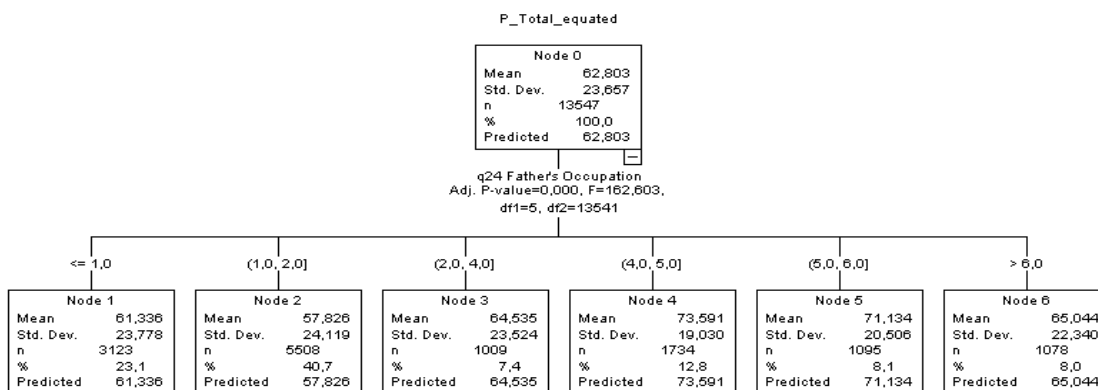 P_Total_equated
Node 0
Mean 62,803
Std. Dev. 23,657
n 13547
% 100,0
Predicted 62,803
q24 Father's Occupation
Adj. P-value=0,000, F=162,603,
df1=5, df2=13541
<= 1,0
(1,0, 2,0]
(2,0, 4,0]
(4,0, 5,0]
(5,0, 6,0]
> 6,0
Node 1
Mean 61,336
Std. Dev. 23,778
n 3123
% 23,1
Predicted 61,336
Node 2
Mean 57,826
Std. Dev. 24,119
n 5508
% 40,7
Predicted 57,826
Node 3
Mean 64,535
Std. Dev. 23,524
n 1009
% 7,4
Predicted 64,535
Node 4
Mean 73,591
Std. Dev. 19,030
n 1734
% 12,8
Predicted 73,591
Node 5
Mean 71,134
Std. Dev. 20,506
n 1095
% 8,1
Predicted 71,134
Node 6
Mean 65,044
Std. Dev. 22,340
n 1078
% 8,0
Predicted 65,044